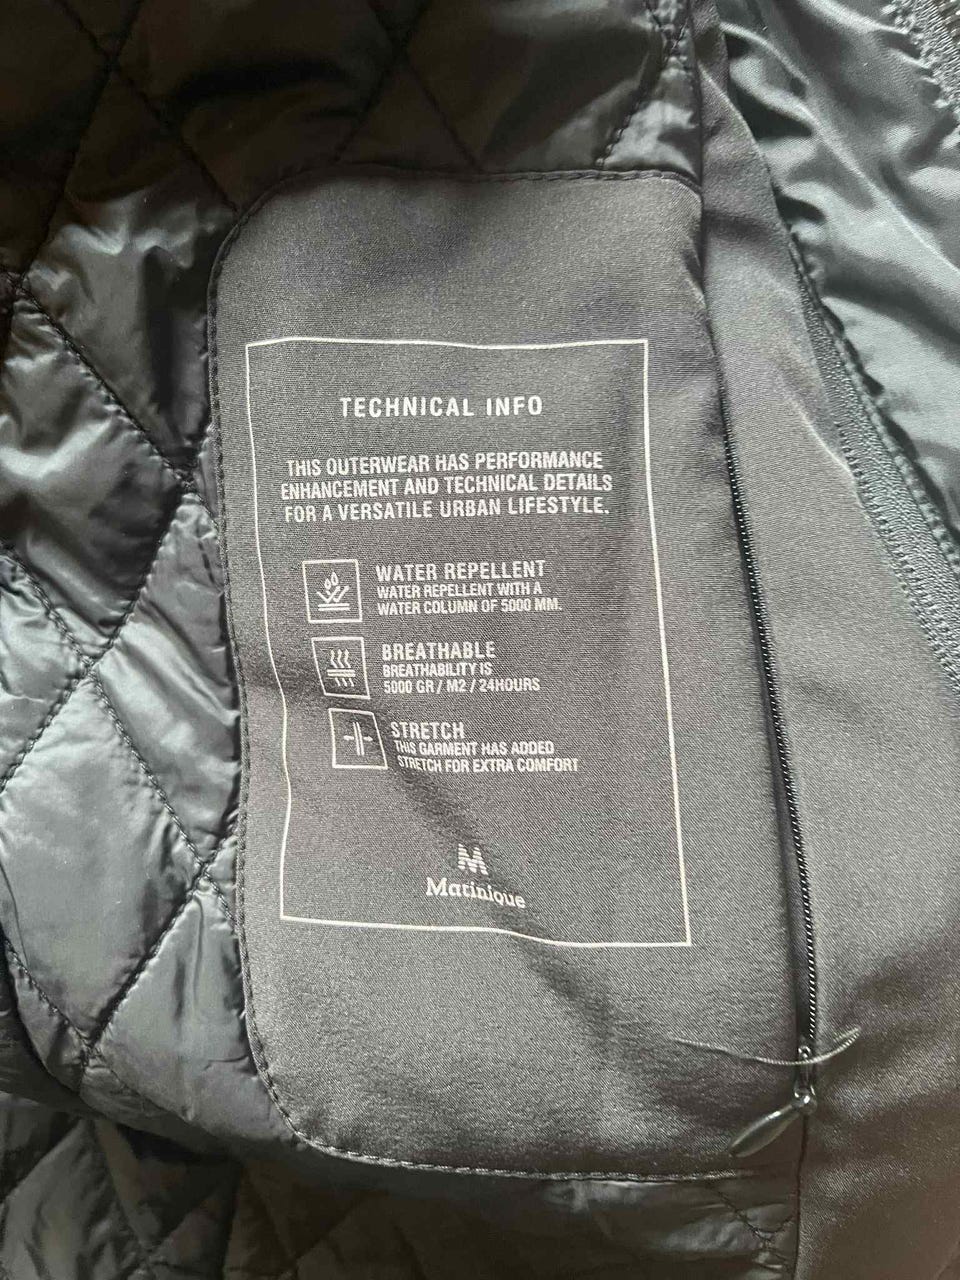 TECHNICAL INFO
THIS OUTERWEAR HAS PERFORMANCE
ENHANCEMENT AND TECHNICAL DETAILS
FOR A VERSATILE URBAN LIFESTYLE.
WATER REPELLENT
WATER REPELLENT WITH A
WATER COLUMN OF 5000 MM.
BREATHABLE
BREATHABILITY IS
5000 GR / M2 / 24HOURS
STRETCH
THIS GARMENT HAS ADDED
STRETCH FOR EXTRA COMFORT
M
Matinique